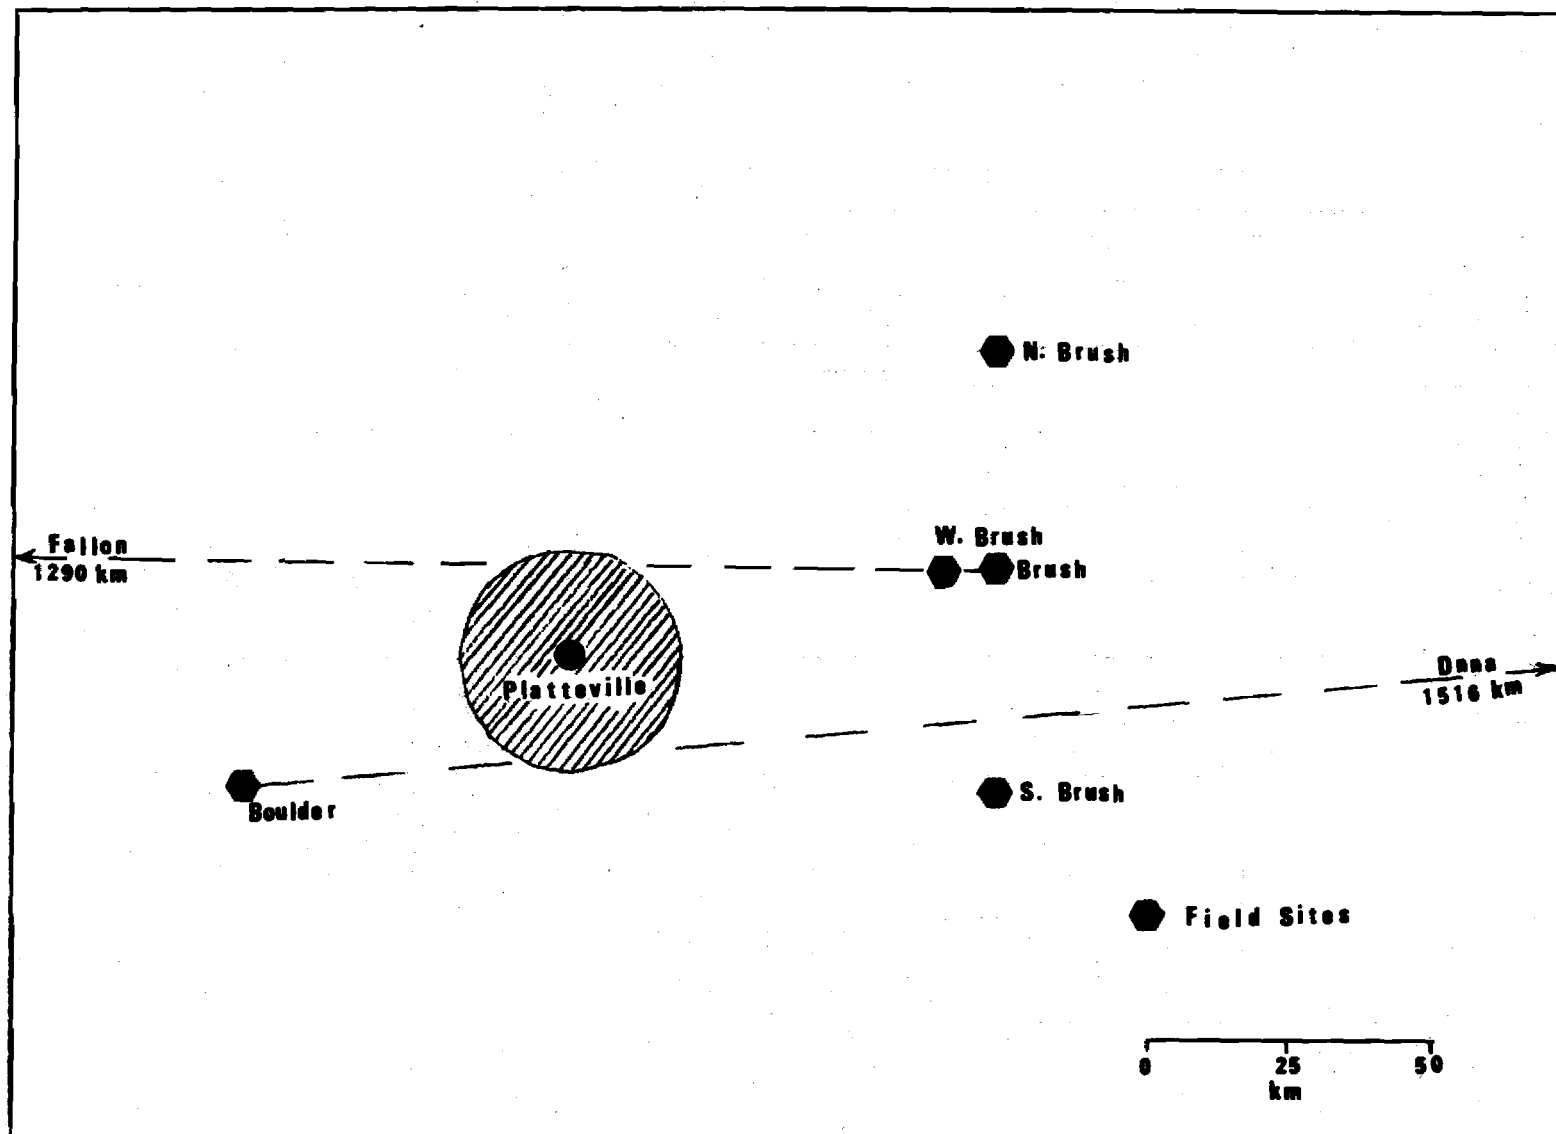 N. Brush
W. Brush
Brush
Fallon
1290 km
Platteville
Dana
1516 km
Boulder
S. Brush
Field Sites
0 25 50
km